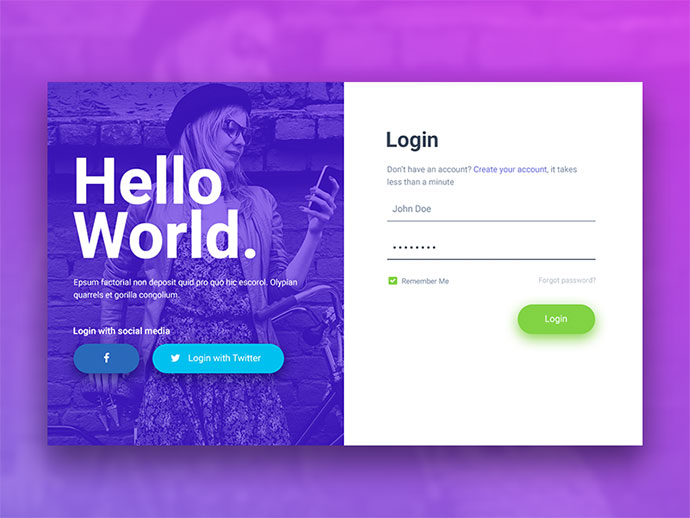 Hello
World.
Epsum factorial non deposit quid pro quo hic escorol. Olypian
quarrels et gorilla congolium.
Login with social media
f
Login with Twitter
Login
Don't have an account? Create your account, it takes
less than a minute
John Doe
••••••••
Remember Me
Forgot password?
Login